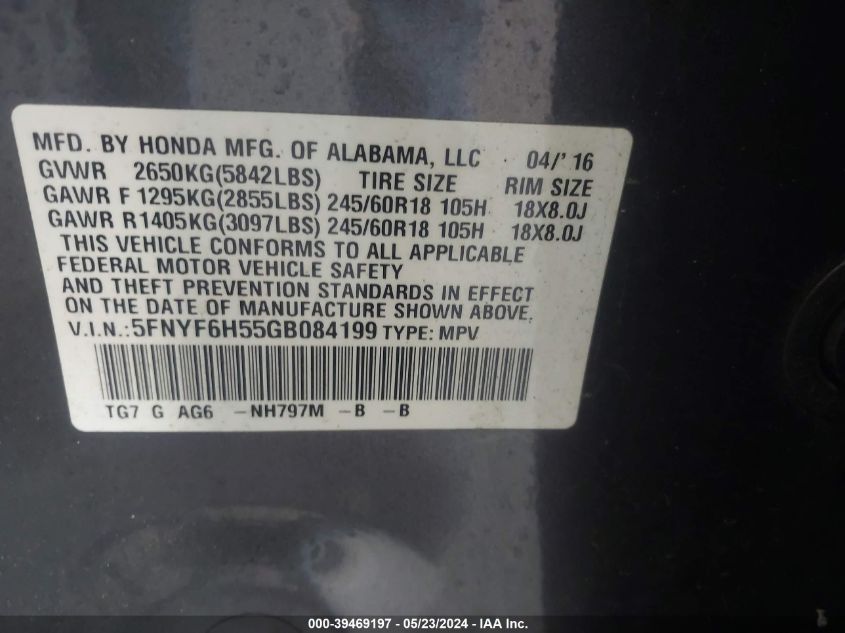 MFD. BY HONDA MFG. OF ALABAMA, LLC 04/'16
GVWR 2650KG(5842LBS) TIRE SIZE RIM SIZE
GAWR F 1295KG(2855LBS) 245/60R18 105H 18X8.0J
GAWR R1405KG(3097LBS) 245/60R18 105H 18X8.0J
THIS VEHICLE CONFORMS TO ALL APPLICABLE
FEDERAL MOTOR VEHICLE SAFETY
AND THEFT PREVENTION STANDARDS IN EFFECT
ON THE DATE OF MANUFACTURE SHOWN ABOVE.
V.I.N.:5FNYF6H55GB084199 TYPE: MPV
TG7 G AG6 -NH797M -B -B
000-39469197 - 05/23/2024 - IAA Inc.